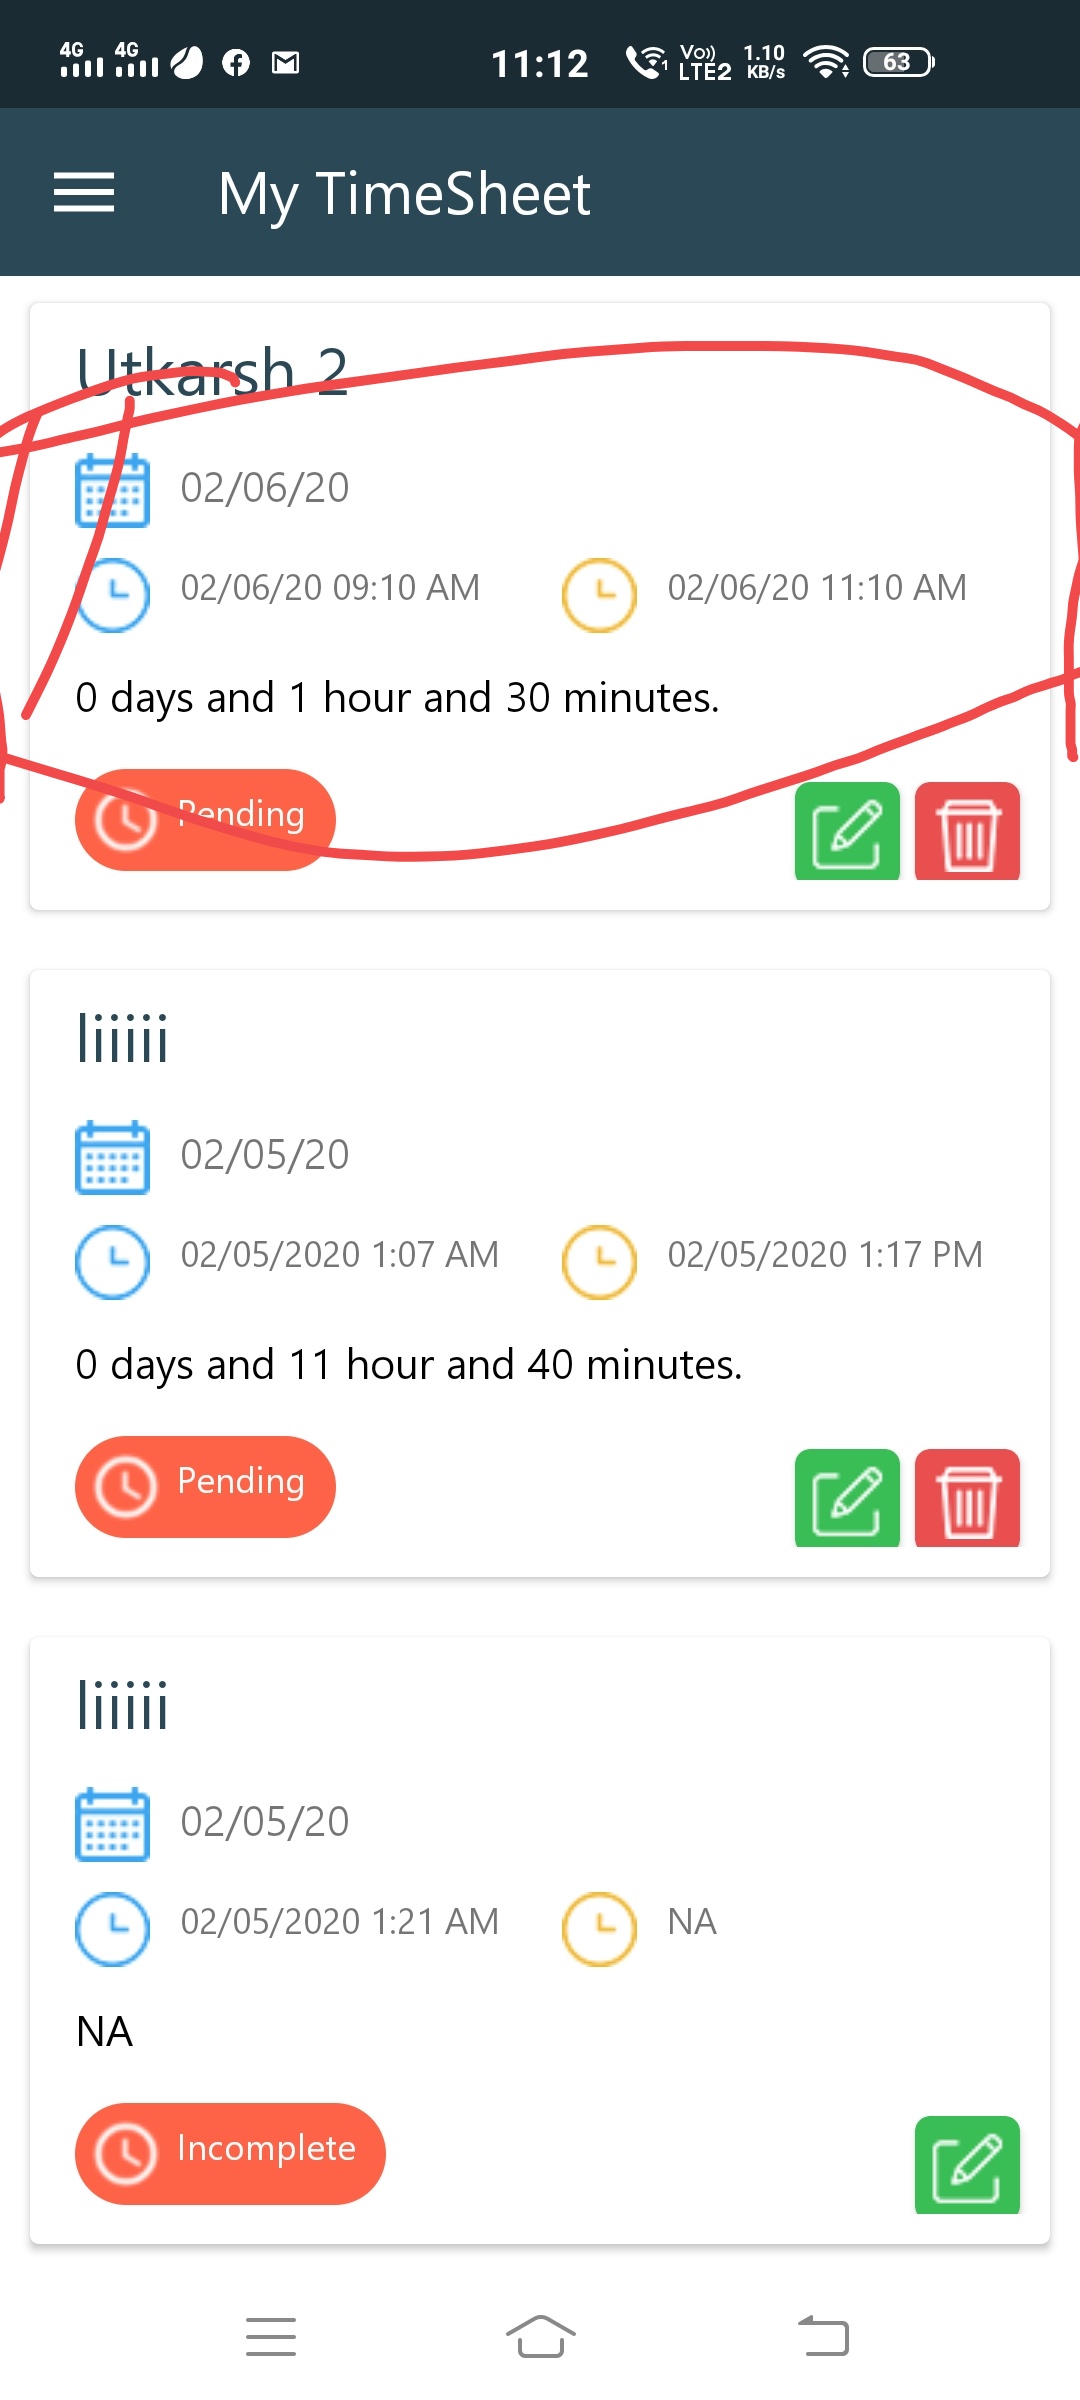 4G 4G 11:12 1 Vo)) LTE2 1.10 KB/s 63
My TimeSheet
Utkarsh 2
02/06/20
02/06/20 09:10 AM 02/06/20 11:10 AM
0 days and 1 hour and 30 minutes.
Pending
liiiii
02/05/20
02/05/2020 1:07 AM 02/05/2020 1:17 PM
0 days and 11 hour and 40 minutes.
Pending
liiiii
02/05/20
02/05/2020 1:21 AM NA
NA
Incomplete